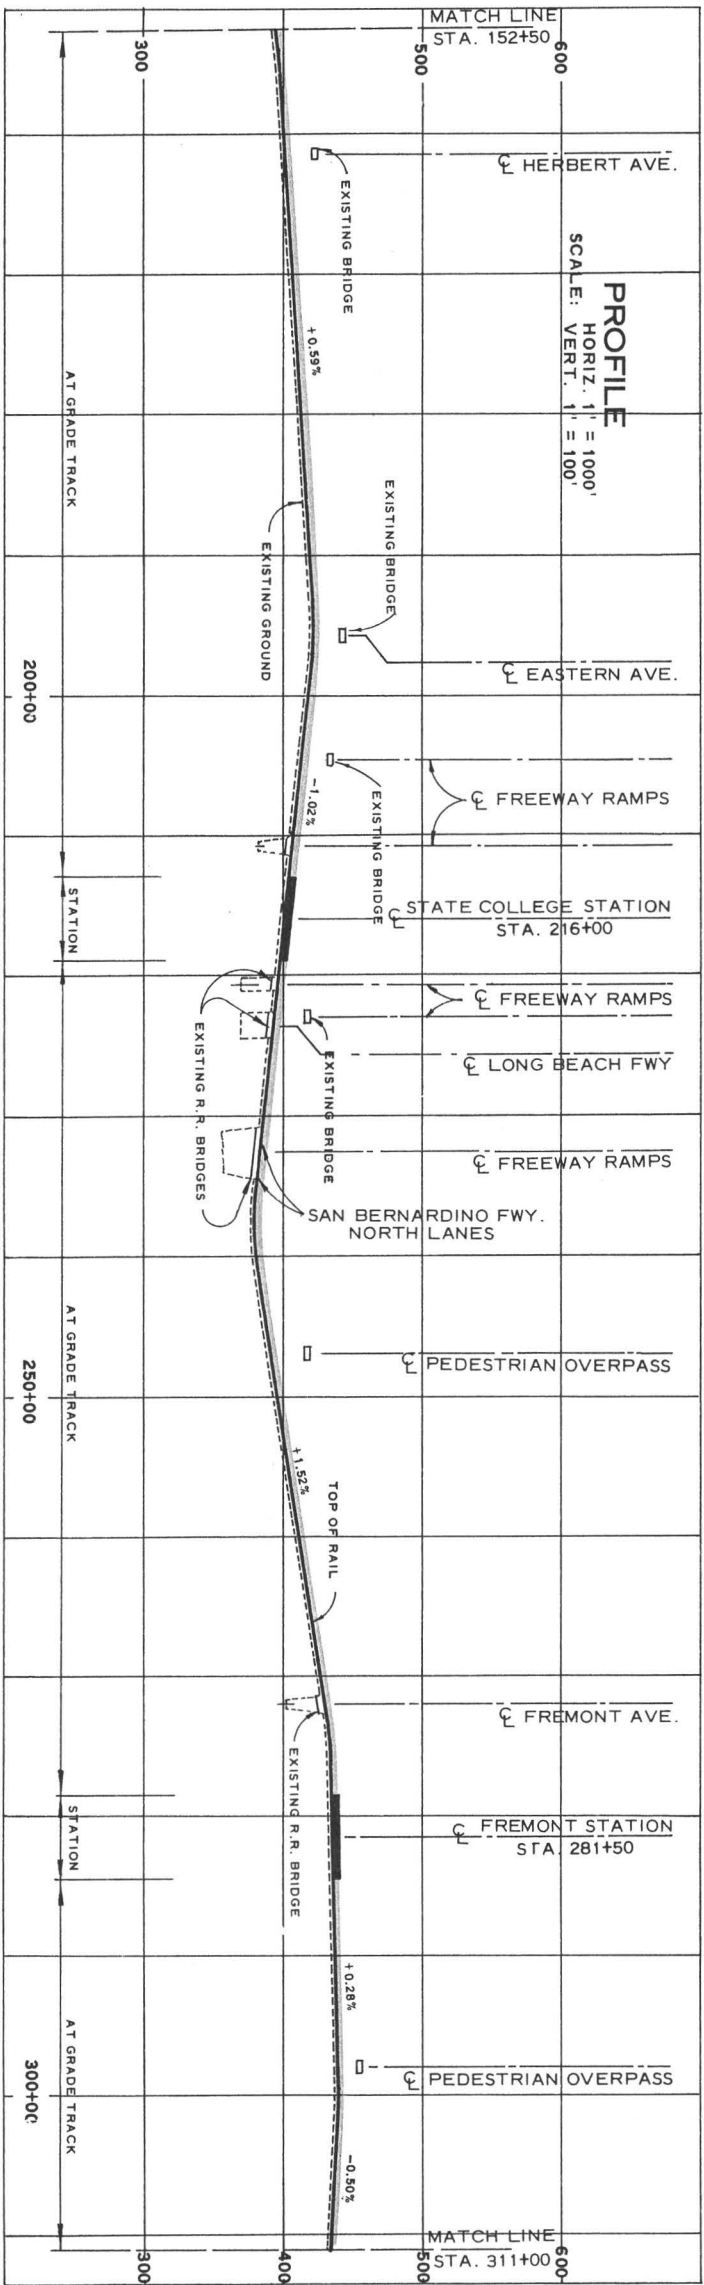 MATCH LINE
STA. 152+50
300
500
600
℄ HERBERT AVE.
EXISTING BRIDGE
PROFILE
SCALE: HORIZ. 1" = 1000'
VERT. 1" = 100'
+0.59%
AT GRADE TRACK
EXISTING GROUND
EXISTING BRIDGE
℄ EASTERN AVE.
200+00
-1.02%
EXISTING BRIDGE
℄ FREEWAY RAMPS
STATION
℄ STATE COLLEGE STATION
STA. 216+00
℄ FREEWAY RAMPS
EXISTING R.R. BRIDGES
EXISTING BRIDGE
℄ LONG BEACH FWY
℄ FREEWAY RAMPS
SAN BERNARDINO FWY.
NORTH LANES
AT GRADE TRACK
℄ PEDESTRIAN OVERPASS
250+00
+1.52%
TOP OF RAIL
℄ FREMONT AVE.
EXISTING R.R. BRIDGE
STATION
℄ FREMONT STATION
STA. 281+50
+0.28%
AT GRADE TRACK
℄ PEDESTRIAN OVERPASS
300+00
-0.50%
MATCH LINE
STA. 311+00
300
400
500
600